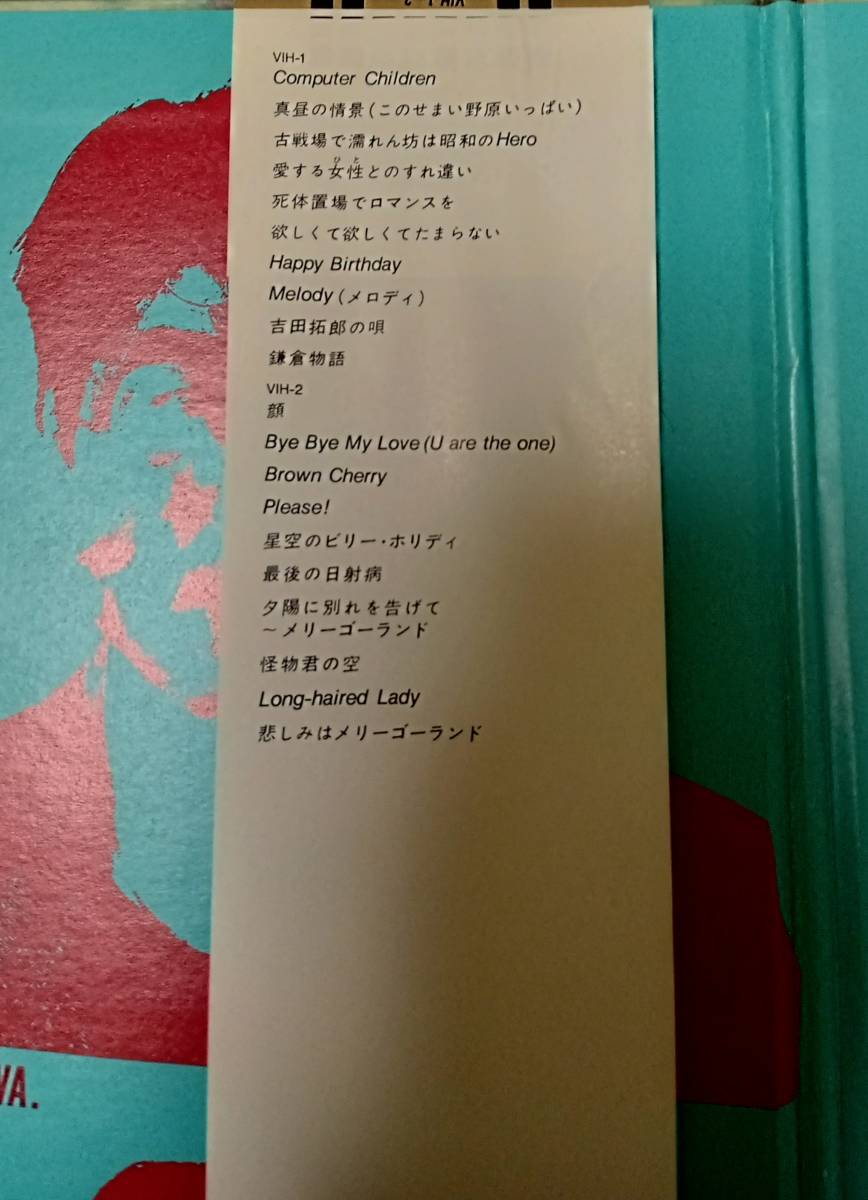 VIH-1
Computer Children
真昼の情景(このせまい野原いっぱい)
古戦場で濡れん坊は昭和のHero
愛する女性とのすれ違い
ひと
死体置場でロマンスを
欲しくて欲しくてたまらない
Happy Birthday
Melody(メロディ)
吉田拓郎の唄
鎌倉物語
VIH-2
顔
Bye Bye My Love (U are the one)
Brown Cherry
Please!
星空のビリー・ホリディ
最後の日射病
夕陽に別れを告げて
～メリーゴーランド
怪物君の空
Long-haired Lady
悲しみはメリーゴーランド
VA.